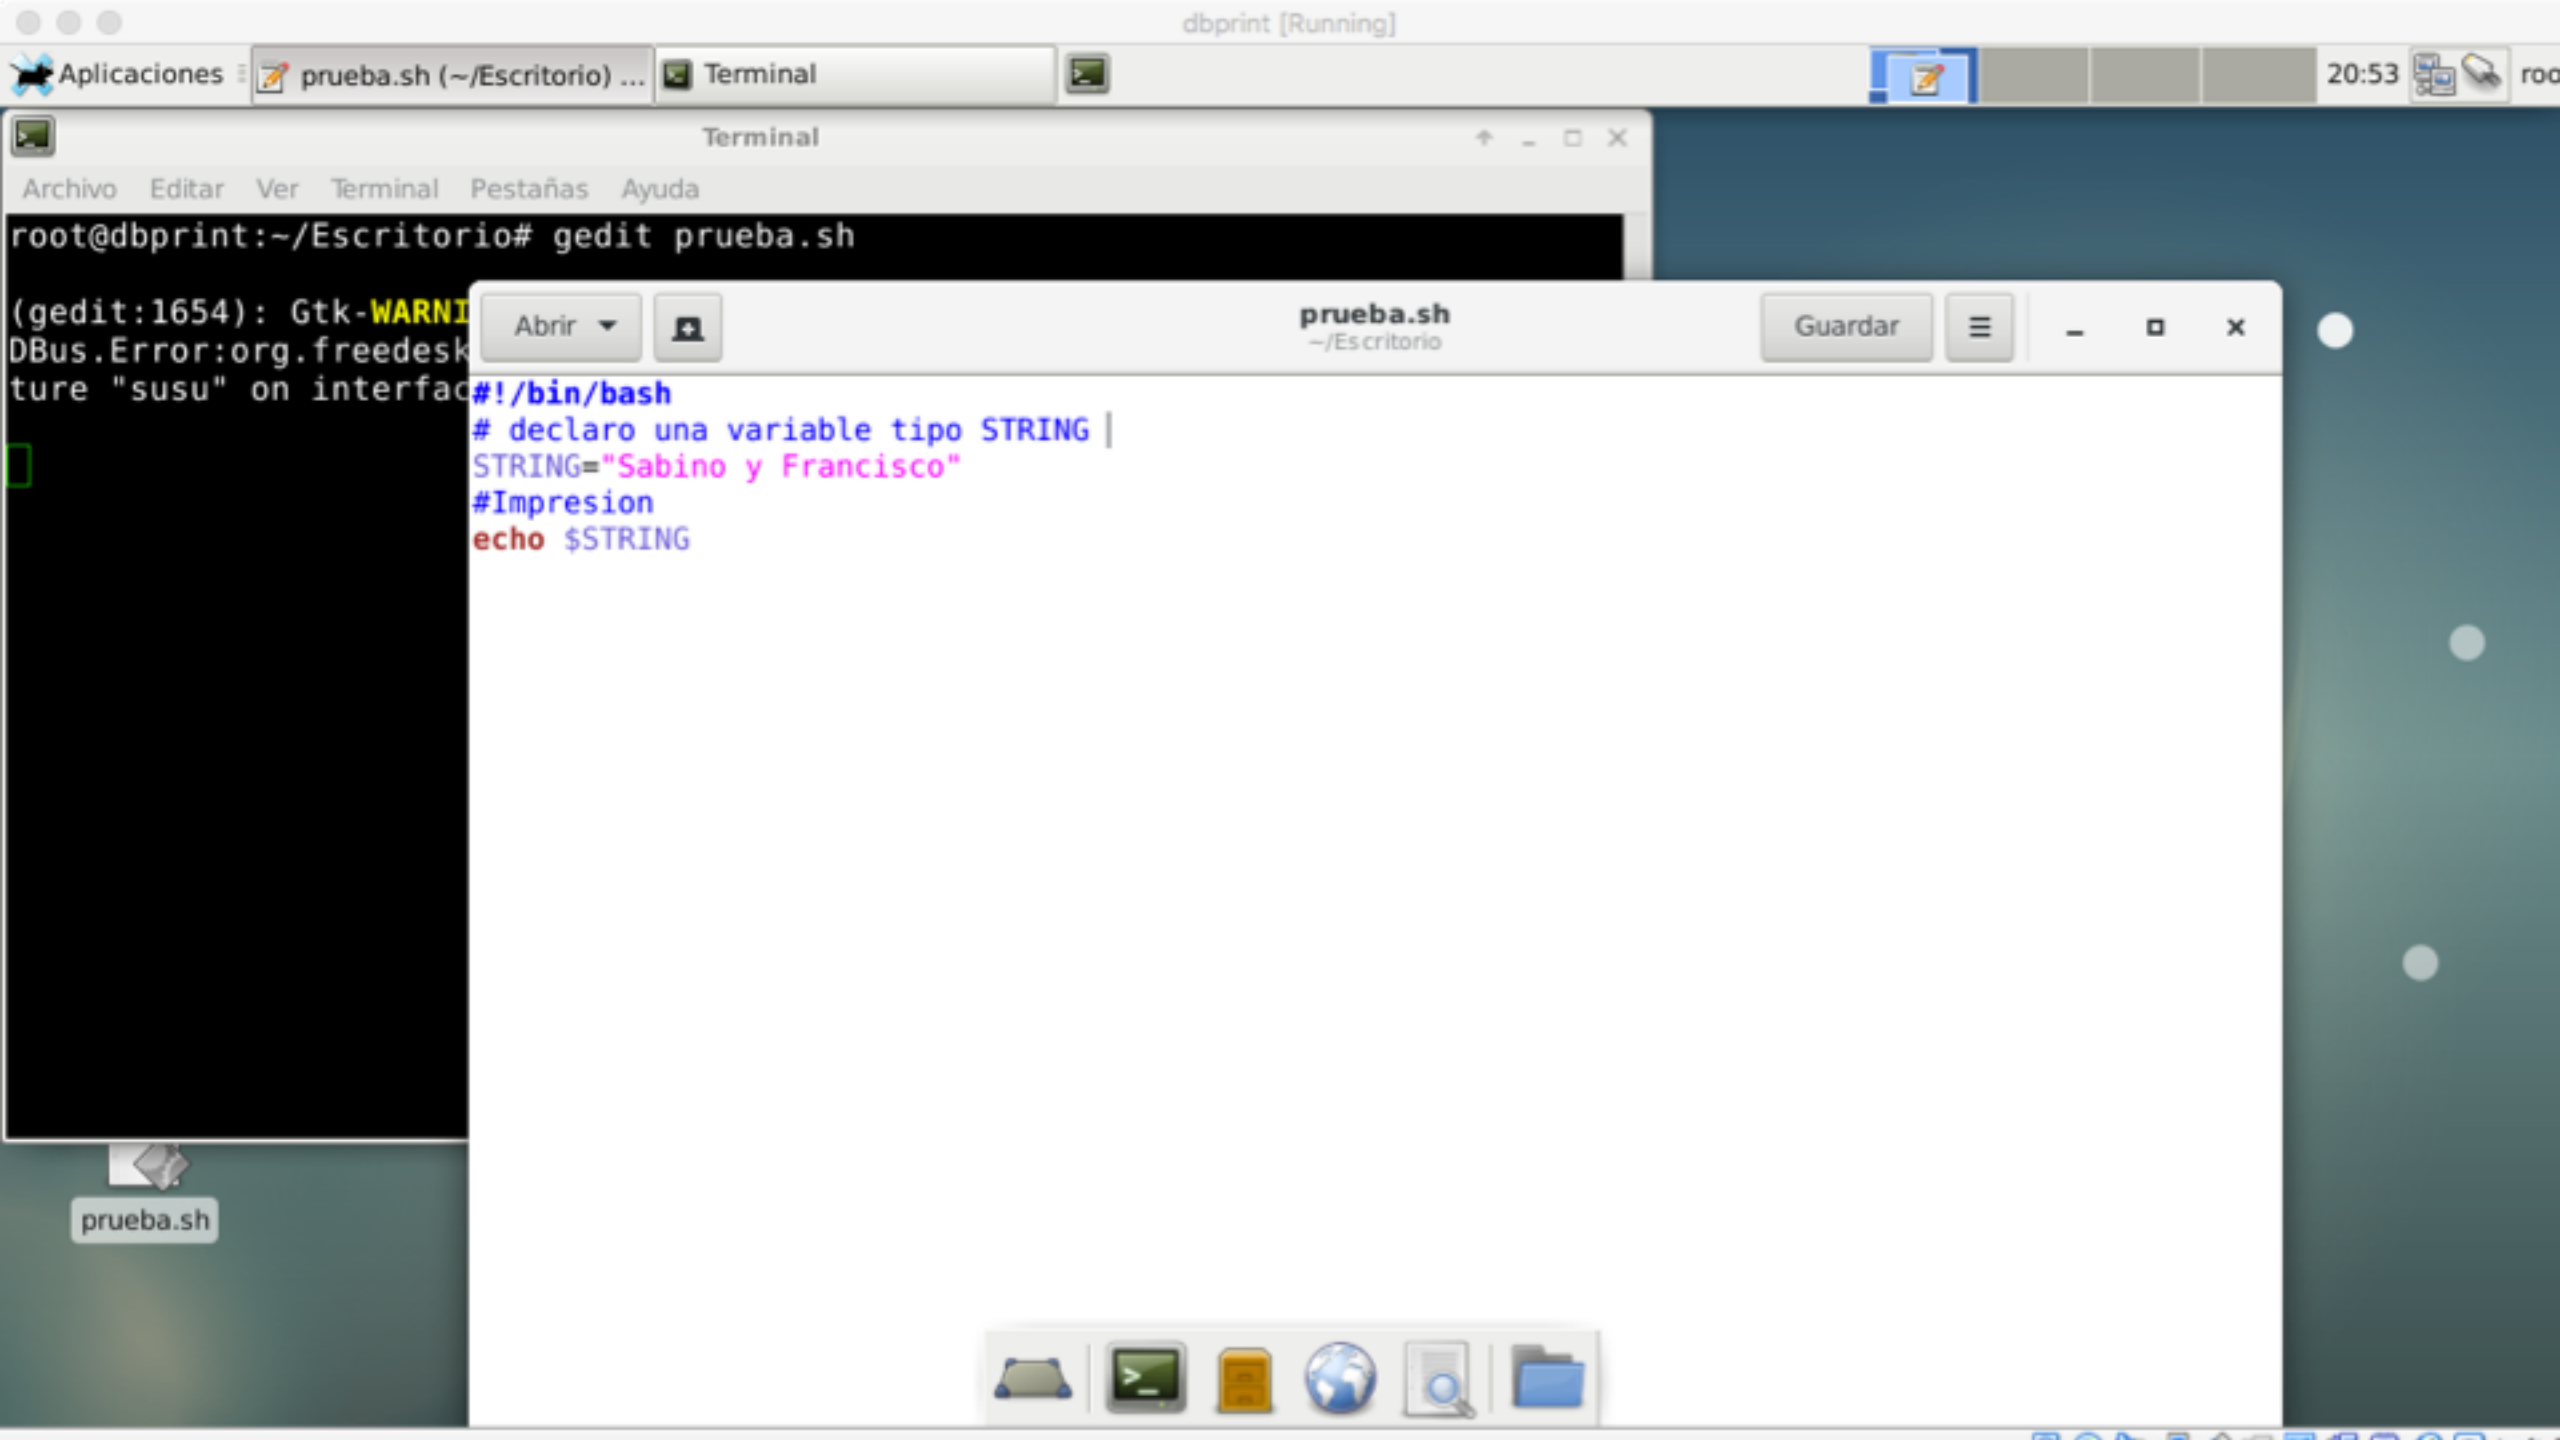 dbprint [Running]
Aplicaciones
prueba.sh (~/Escritorio) ...
Terminal
20:53
Terminal
Archivo Editar Ver Terminal Pestañas Ayuda
root@dbprint:~/Escritorio# gedit prueba.sh
(gedit:1654): Gtk-WARNI
DBus.Error:org.freedesk
ture "susu" on interfac
Abrir
prueba.sh
~/Escritorio
Guardar
#!/bin/bash
# declaro una variable tipo STRING
STRING="Sabino y Francisco"
#Impresion
echo $STRING
prueba.sh